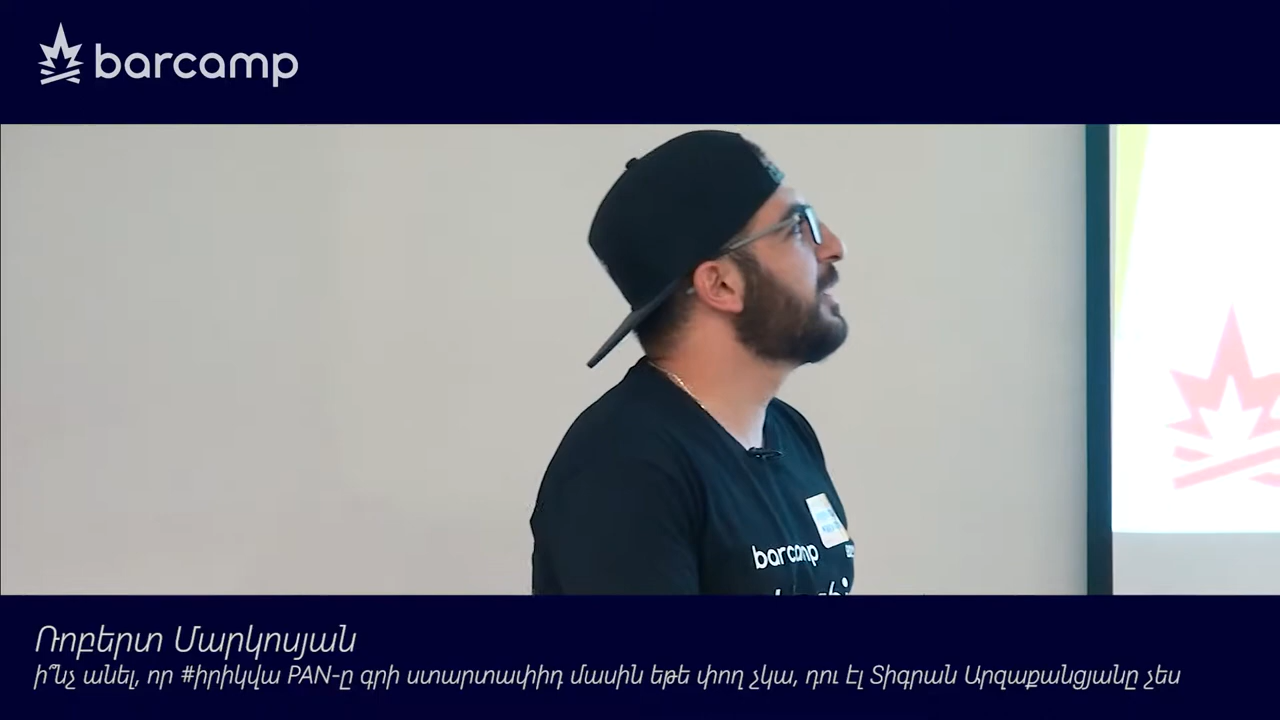 barcamp
barcamp
Ռոբերտ Մարկոսյան
ի՞նչ անել, որ #իրիկվա PAN-ը գրի ստարտափիդ մասին եթե փող չկա, դու էլ Տիգրան Արզաքանցյանը չես